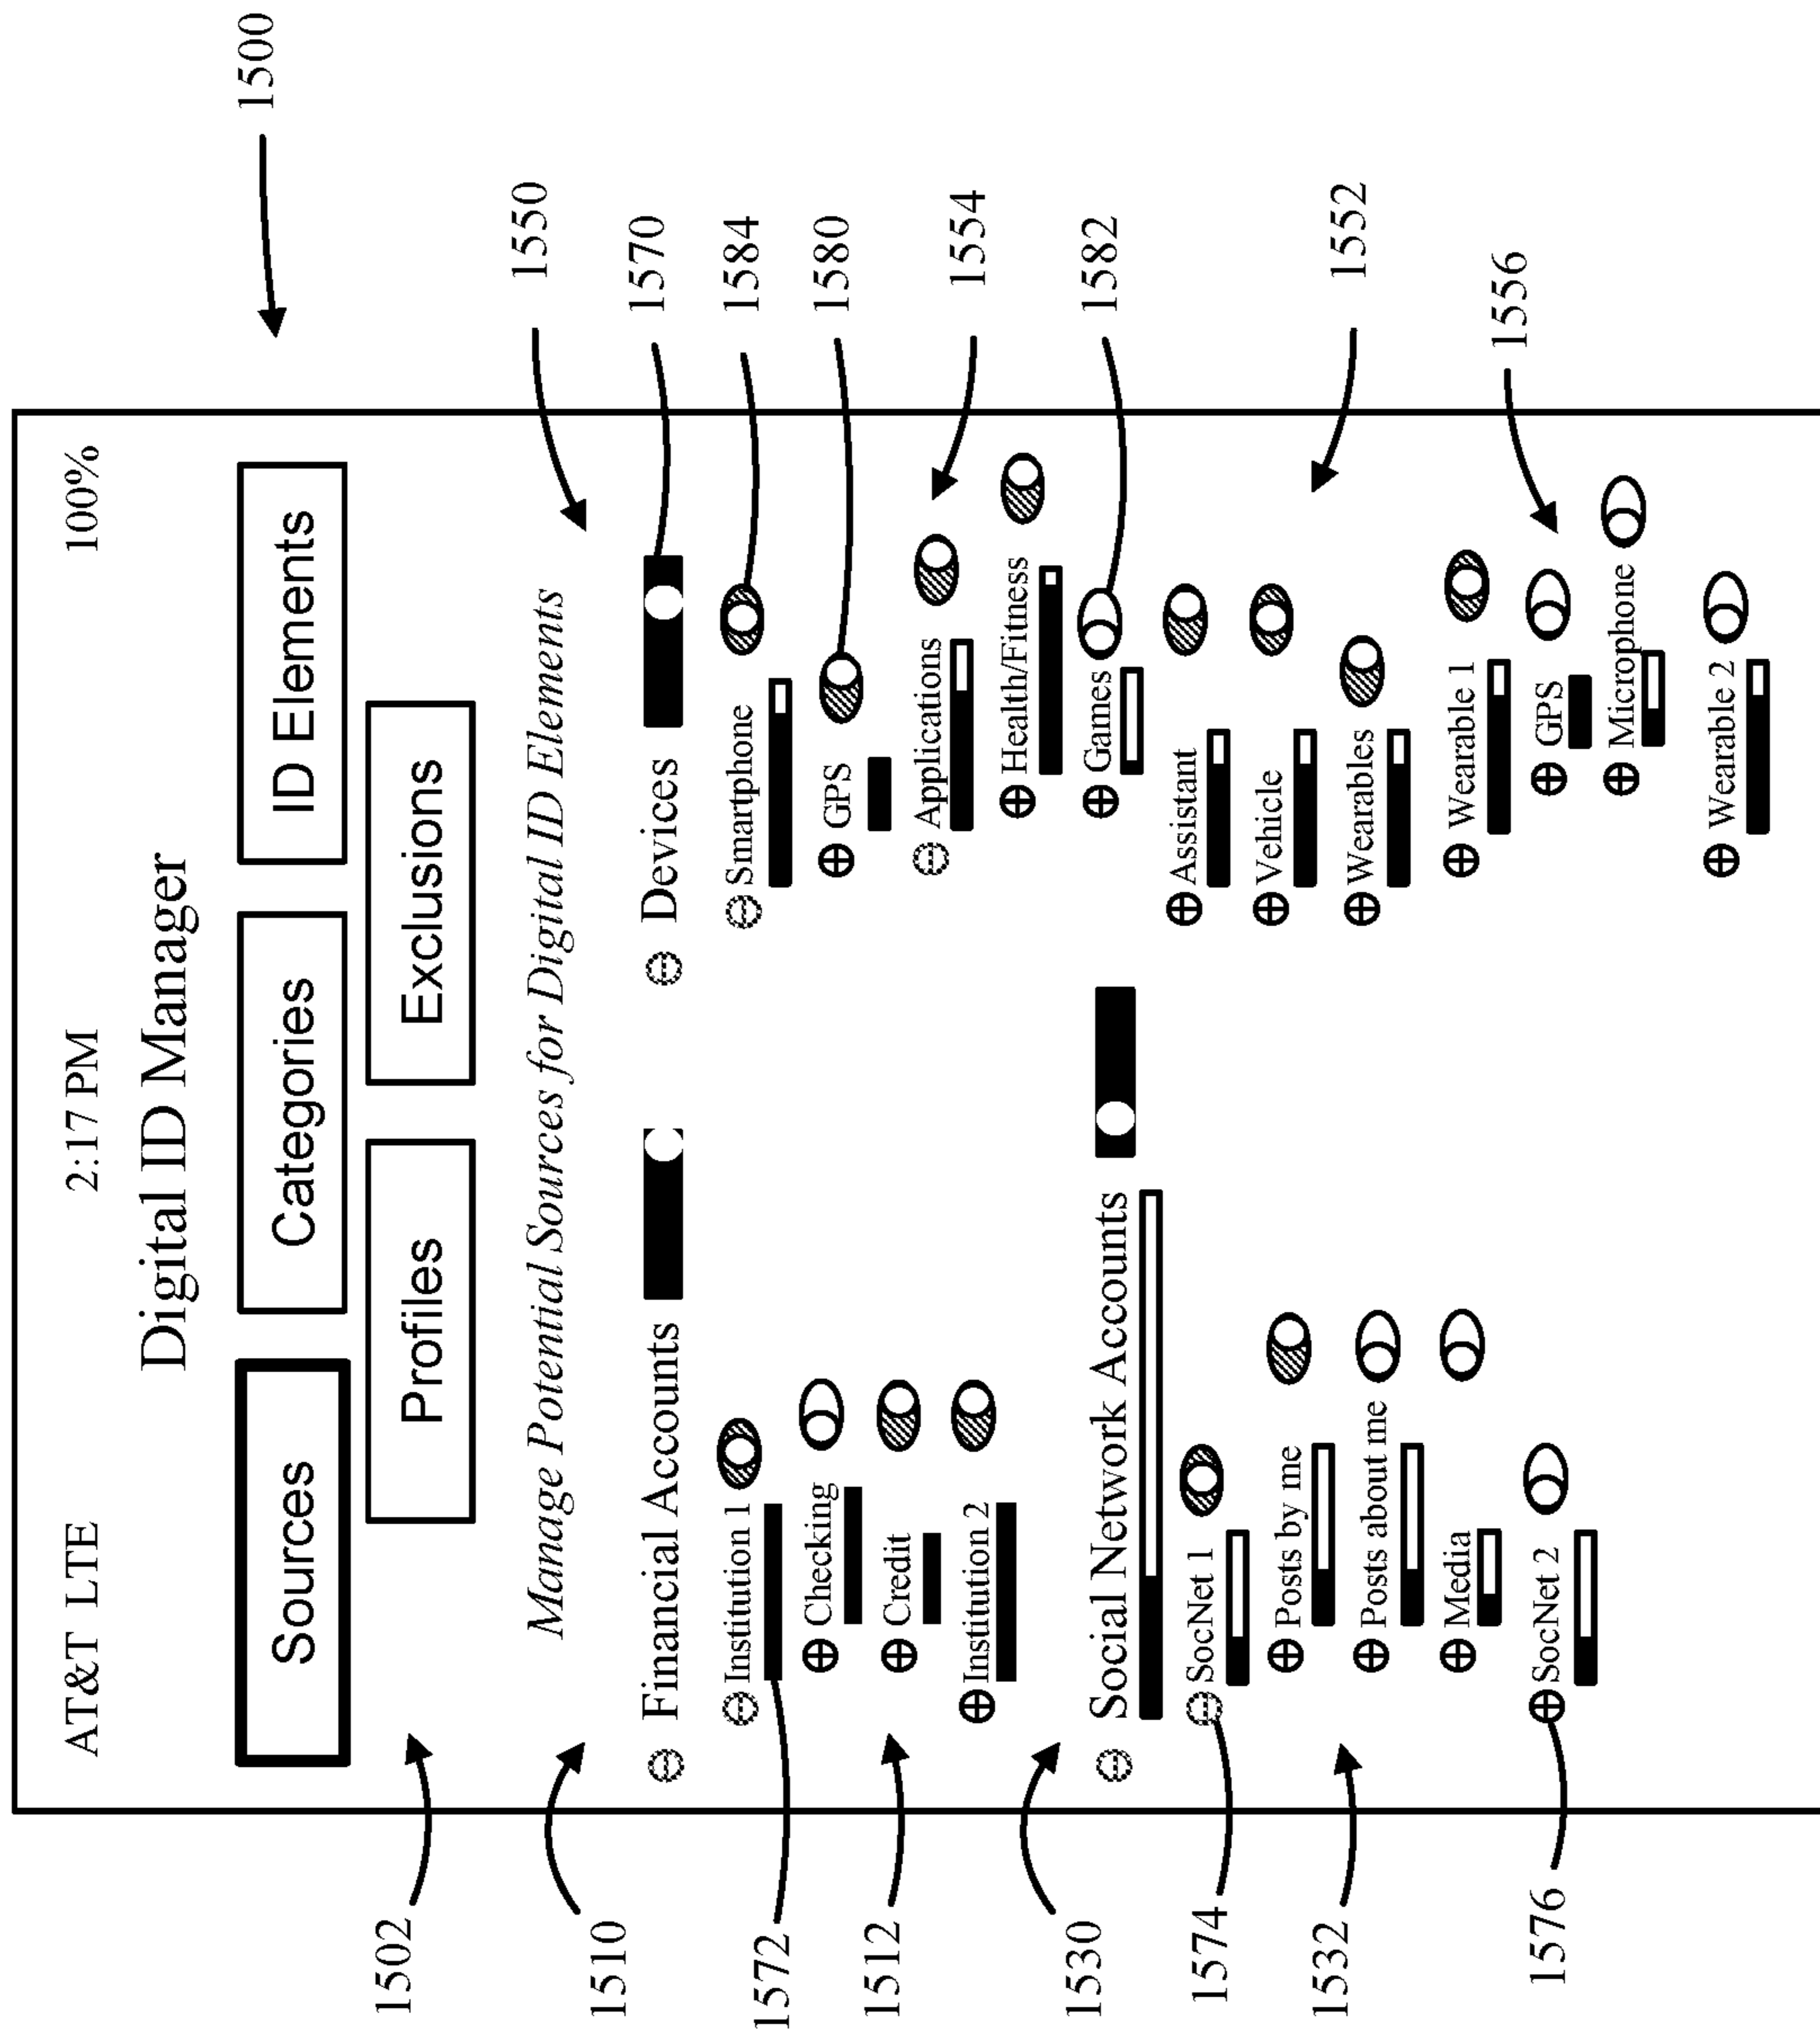 1500
AT&T LTE 2:17 PM 100%
Digital ID Manager
Sources Categories ID Elements
Profiles Exclusions
Manage Potential Sources for Digital ID Elements
Financial Accounts
Institution 1
Checking
Credit
Institution 2
Social Network Accounts
SocNet 1
Posts by me
Posts about me
Media
SocNet 2
Devices
Smartphone
GPS
Applications
Health/Fitness
Games
Assistant
Vehicle
Wearables
Wearable 1
GPS
Microphone
Wearable 2
1502
1510
1572
1512
1530
1574
1532
1576
1550
1570
1584
1580
1554
1582
1552
1556